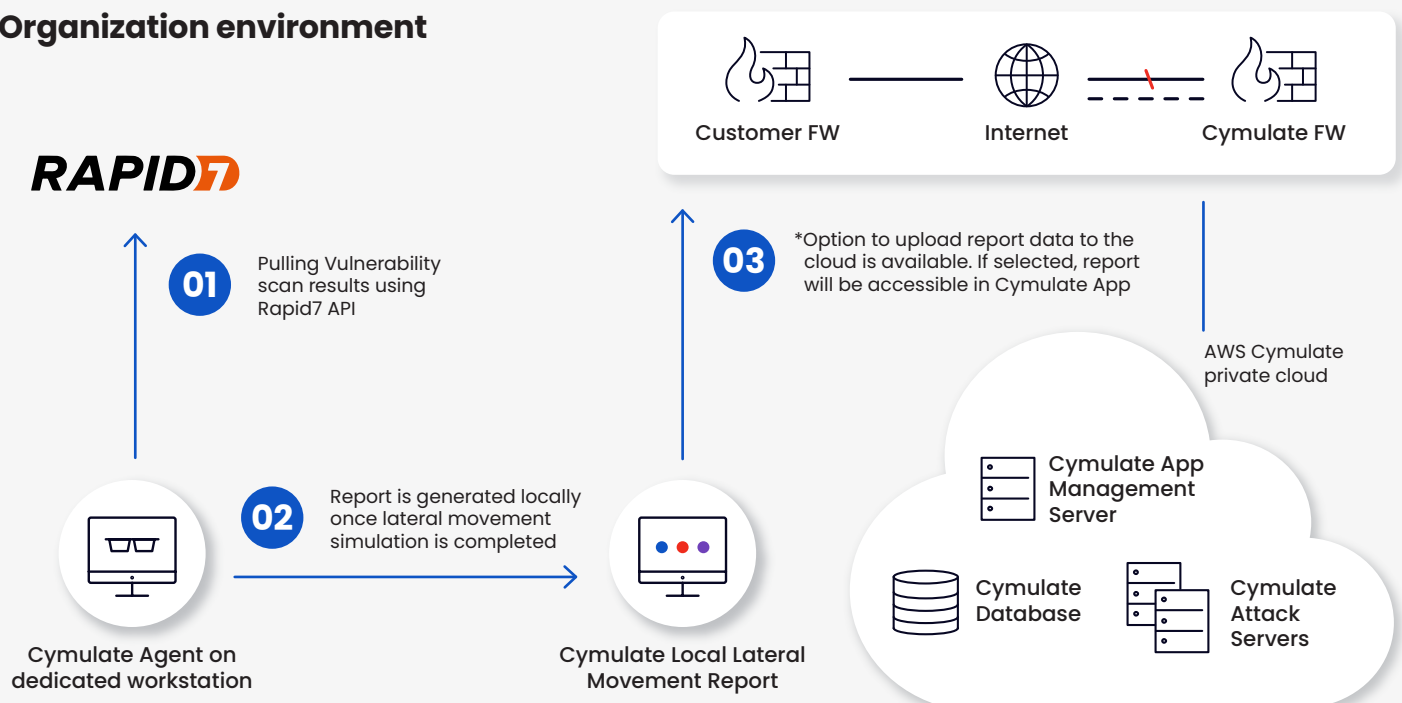 Organization environment
Customer FW
Internet
Cymulate FW
RAPID7
01
Pulling Vulnerability
scan results using
Rapid7 API
03
*Option to upload report data to the
cloud is available. If selected, report
will be accessible in Cymulate App
AWS Cymulate
private cloud
02
Report is generated locally
once lateral movement
simulation is completed
Cymulate App
Management
Server
Cymulate
Database
Cymulate
Attack
Servers
Cymulate Agent on
dedicated workstation
Cymulate Local Lateral
Movement Report